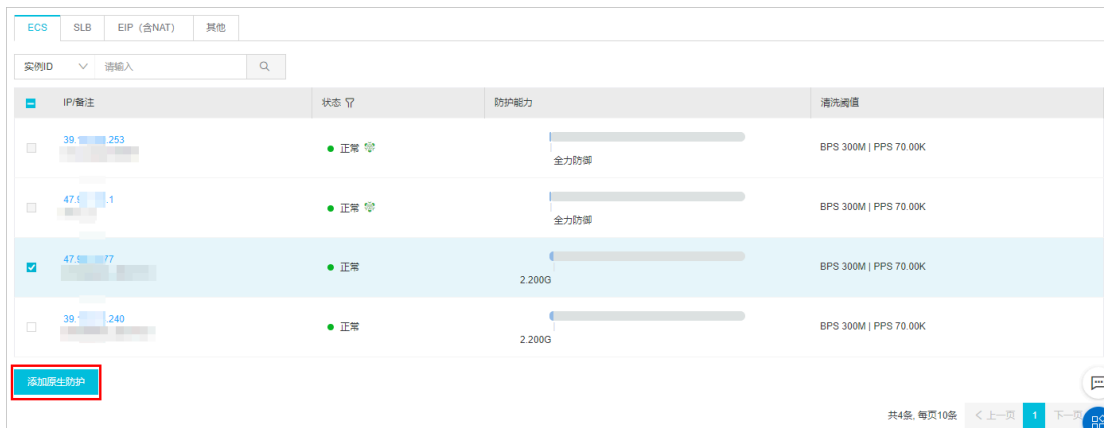 ECS SLB EIP（含NAT） 其他
实例ID 请输入
IP/备注 状态 防护能力 清洗阈值
39.1 .253
正常 全力防御 BPS 300M | PPS 70.00K
47.9 .1
正常 全力防御 BPS 300M | PPS 70.00K
47.9 77
正常 2.200G BPS 300M | PPS 70.00K
39. .240
正常 2.200G BPS 300M | PPS 70.00K
添加原生防护
共4条, 每页10条 < 上一页 1 下一页